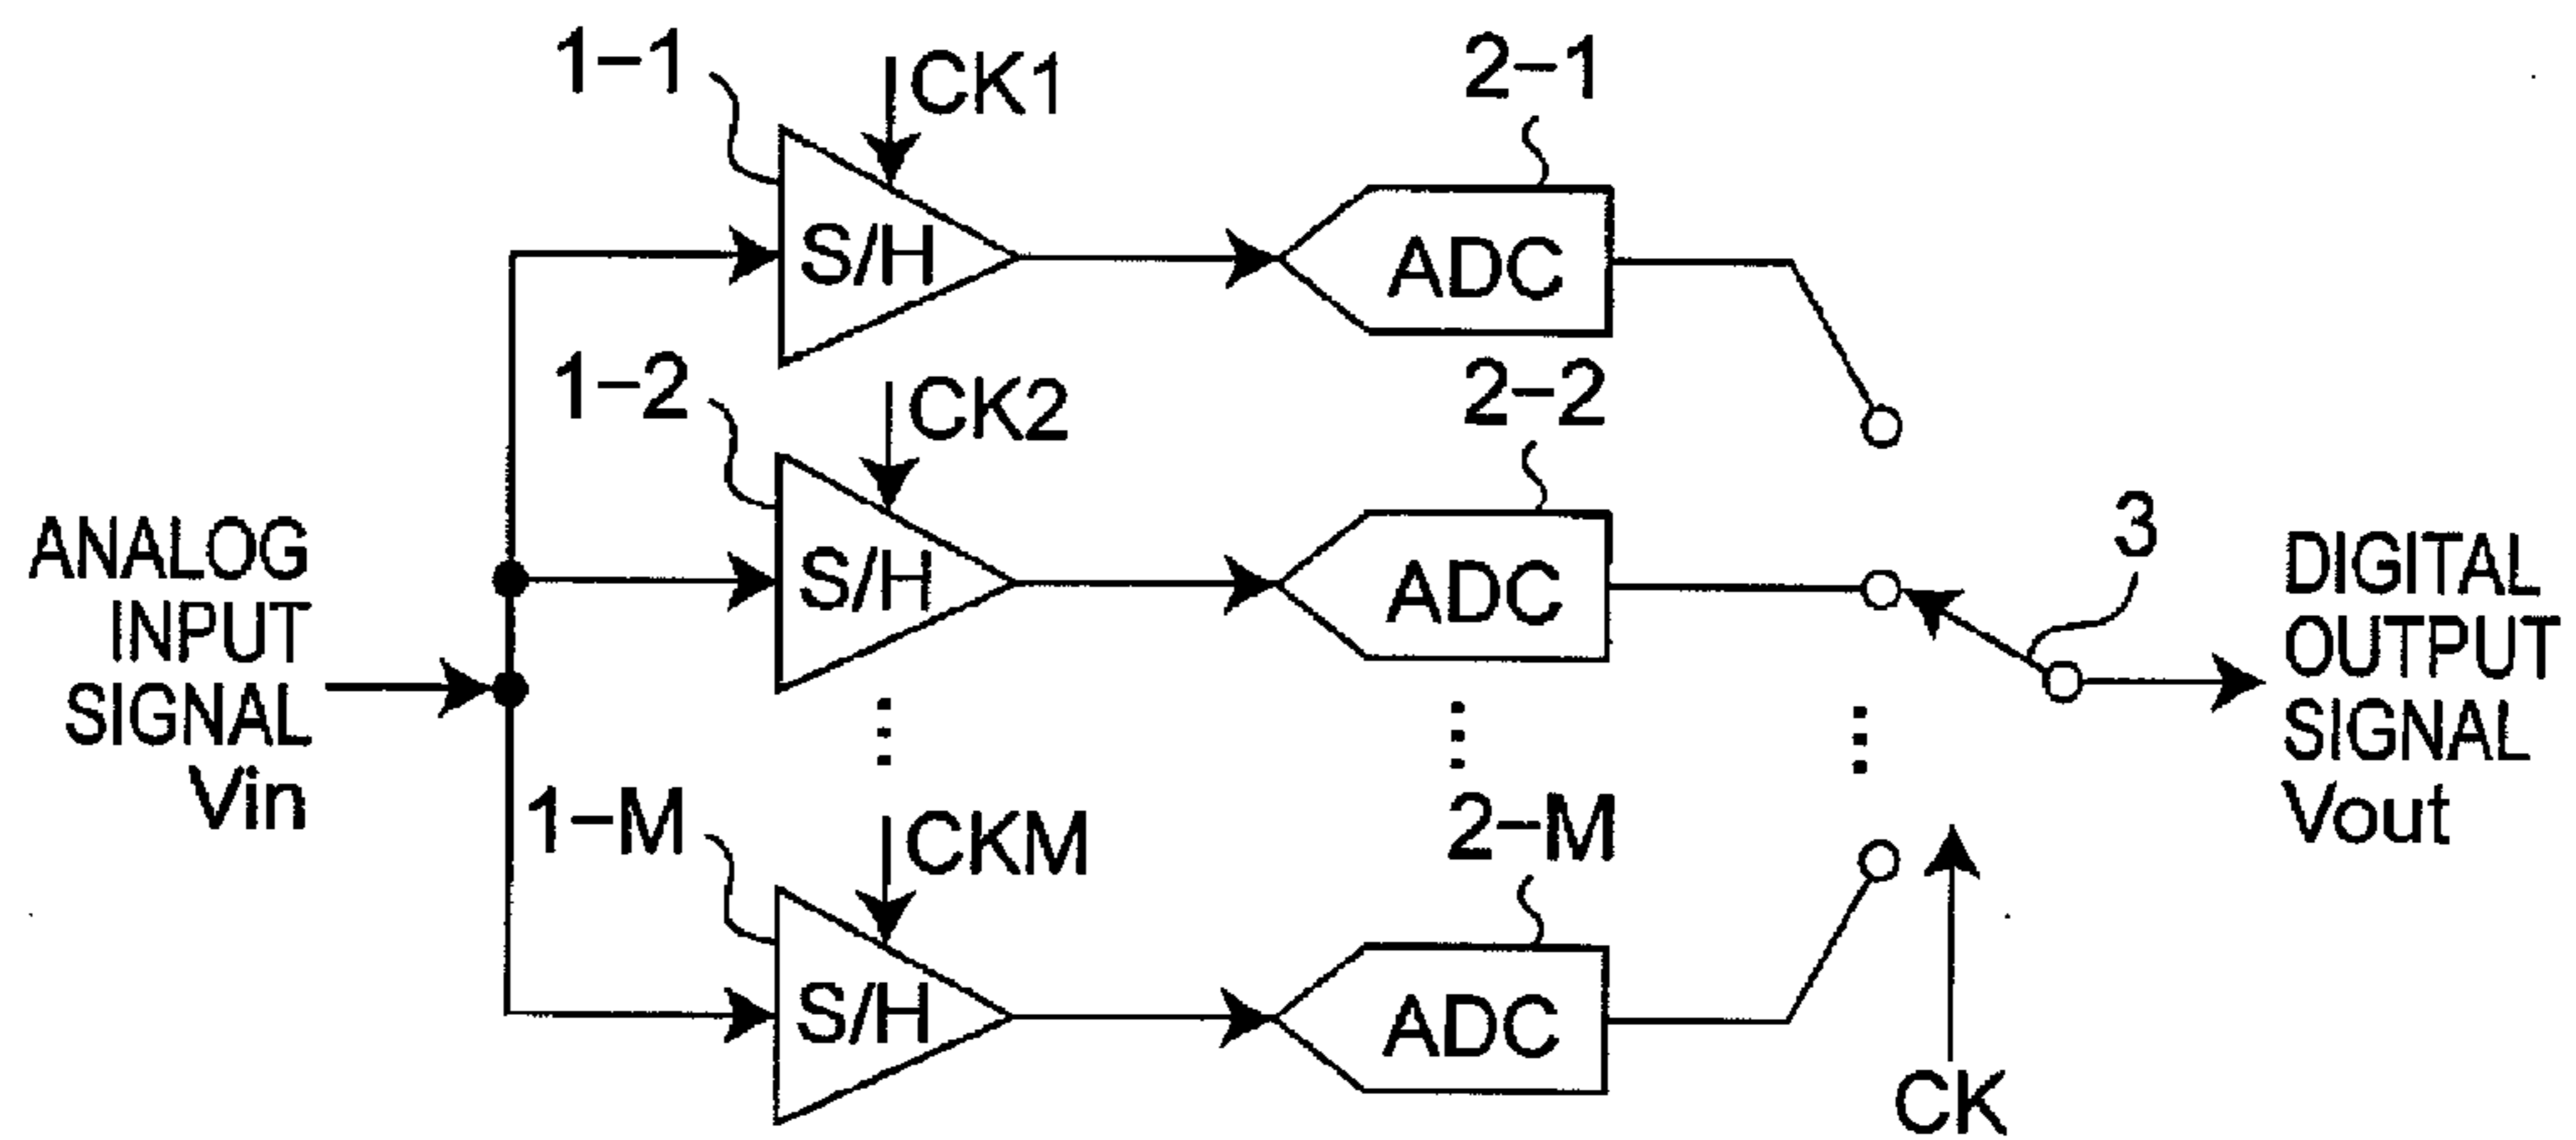 1-1
CK1
2-1
S/H
ADC
1-2
CK2
2-2
S/H
ADC
3
ANALOG
INPUT
SIGNAL
Vin
DIGITAL
OUTPUT
SIGNAL
Vout
1-M
CKM
2-M
S/H
ADC
CK